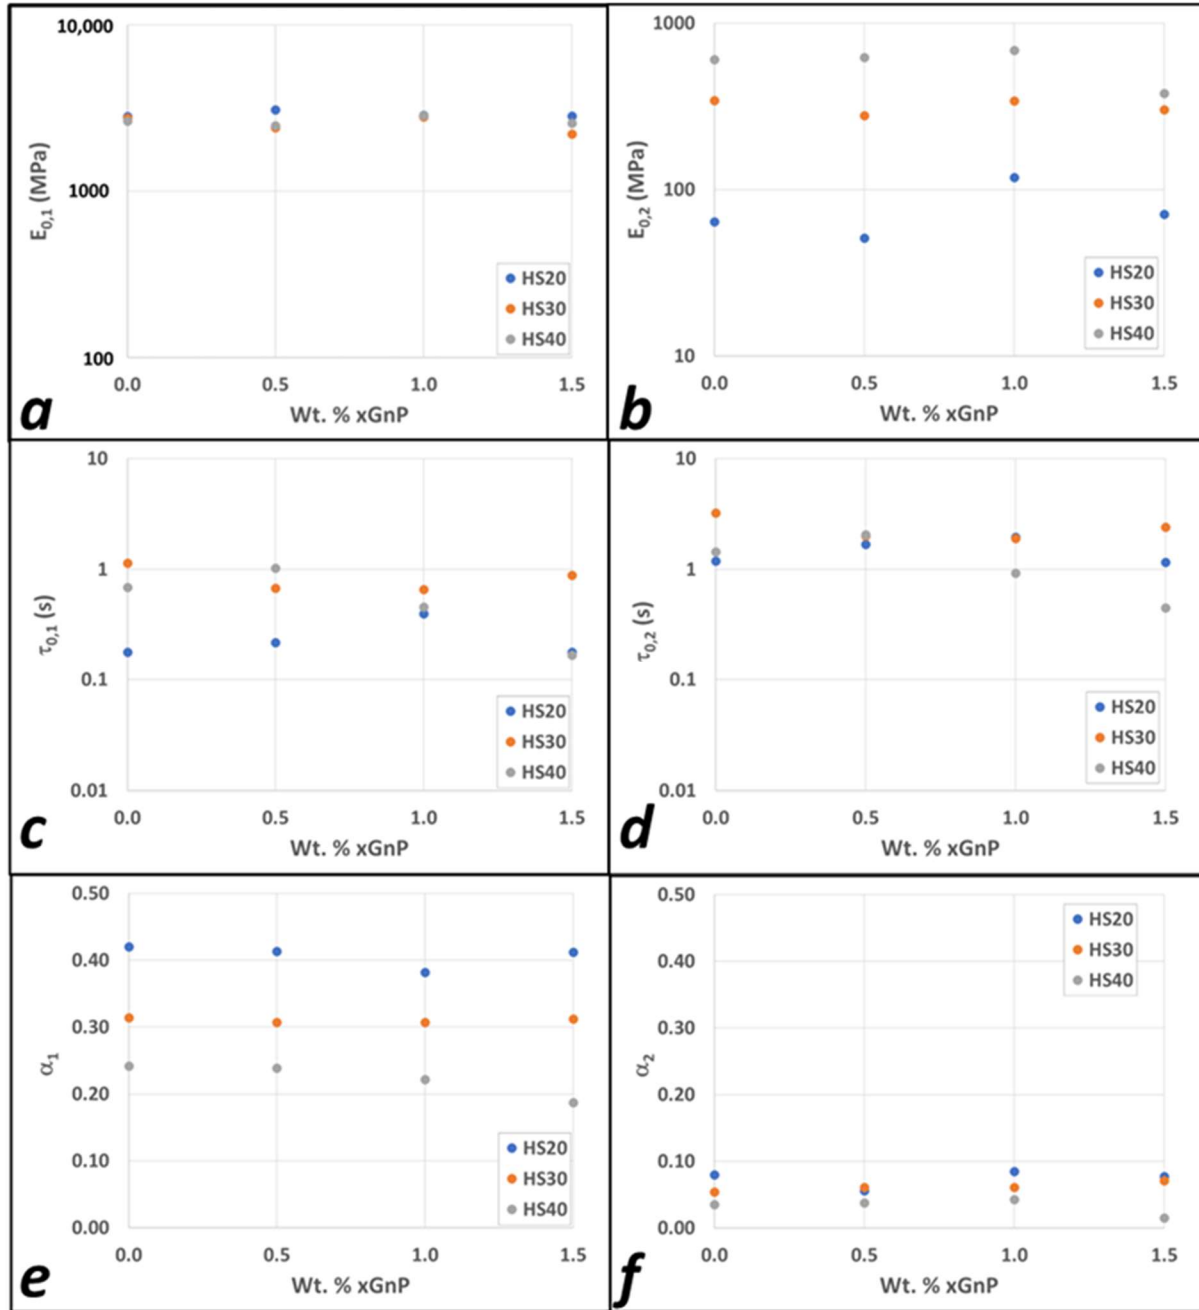 10,000
1000
100
E0,1 (MPa)
0.0 0.5 1.0 1.5
Wt. % xGnP
HS20
HS30
HS40
a
1000
100
10
E0,2 (MPa)
0.0 0.5 1.0 1.5
Wt. % xGnP
HS20
HS30
HS40
b
10
1
0.1
0.01
τ0,1 (s)
0.0 0.5 1.0 1.5
Wt. % xGnP
HS20
HS30
HS40
c
10
1
0.1
0.01
τ0,2 (s)
0.0 0.5 1.0 1.5
Wt. % xGnP
HS20
HS30
HS40
d
0.50
0.40
0.30
0.20
0.10
0.00
α1
0.0 0.5 1.0 1.5
Wt. % xGnP
HS20
HS30
HS40
e
0.50
0.40
0.30
0.20
0.10
0.00
α2
0.0 0.5 1.0 1.5
Wt. % xGnP
HS20
HS30
HS40
f